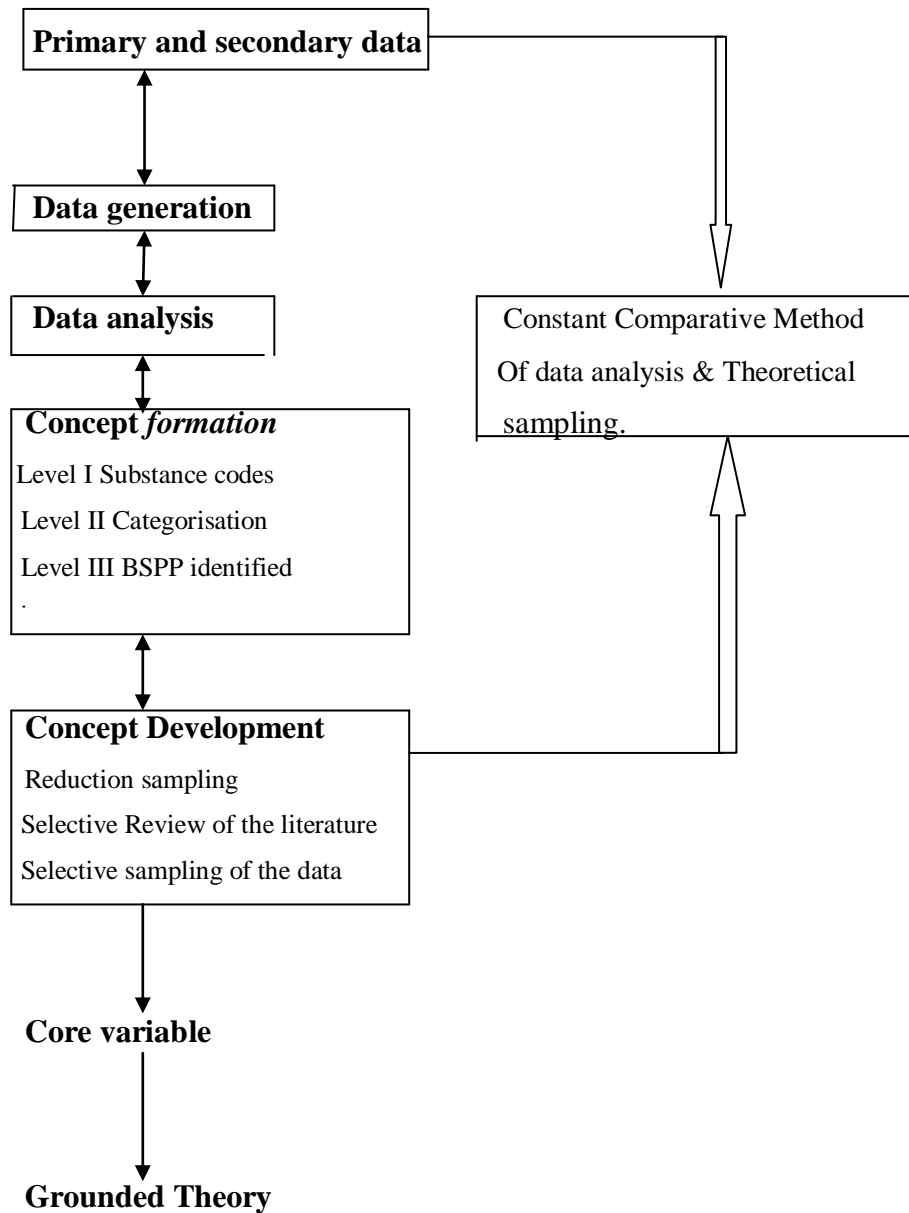 Primary and secondary data
Data generation
Data analysis
Constant Comparative Method
Of data analysis & Theoretical
sampling.
Concept formation
Level I Substance codes
Level II Categorisation
Level III BSPP identified
.
Concept Development
Reduction sampling
Selective Review of the literature
Selective sampling of the data
Core variable
Grounded Theory